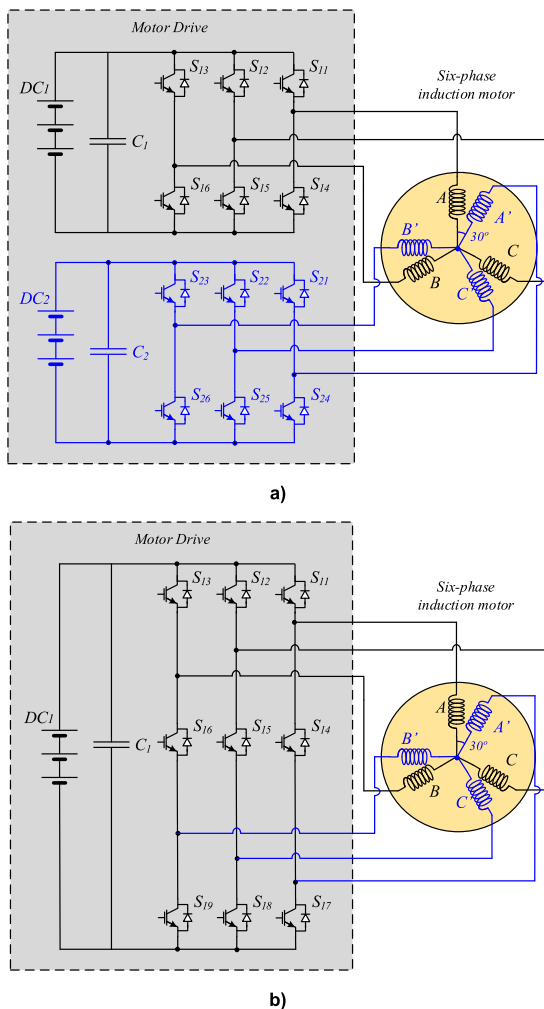 Motor Drive
S13 S12 S11
DC1
C1
S16 S15 S14
Six-phase
induction motor
A
A'
B'
30º
C
B
C'
DC2
S23 S22 S21
C2
S26 S25 S24
a)
Motor Drive
S13 S12 S11
Six-phase
induction motor
DC1
C1
S16 S15 S14
A
A'
B'
30º
C
B
C'
S19 S18 S17
b)